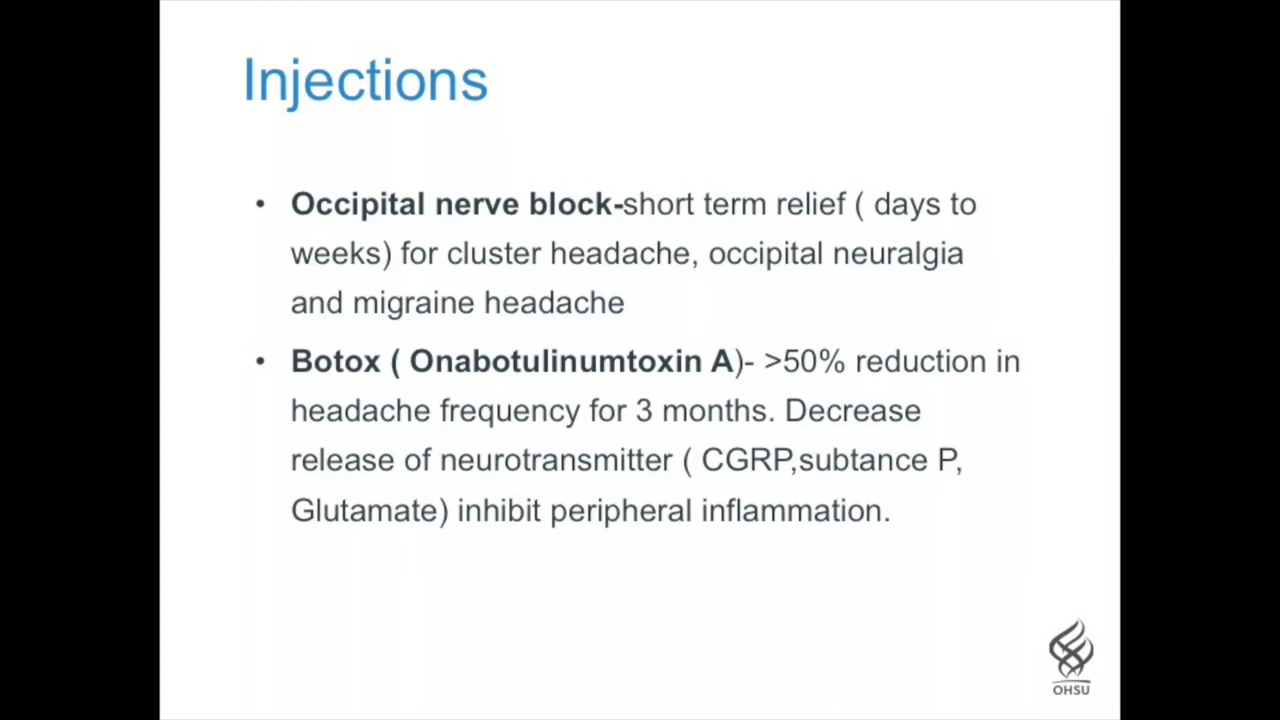 Injections
• Occipital nerve block-short term relief ( days to
weeks) for cluster headache, occipital neuralgia
and migraine headache
• Botox ( Onabotulinumtoxin A)- >50% reduction in
headache frequency for 3 months. Decrease
release of neurotransmitter ( CGRP,subtance P,
Glutamate) inhibit peripheral inflammation.
OHSU